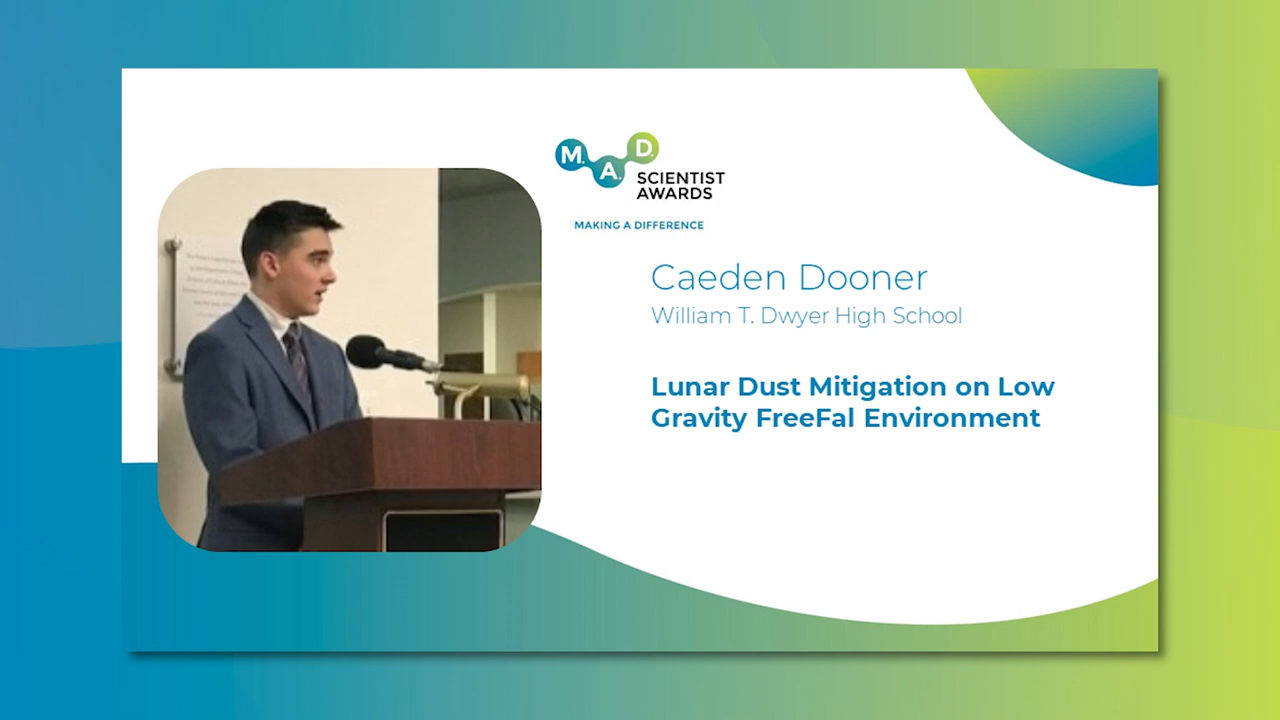 M.
A.
D.
SCIENTIST
AWARDS
MAKING A DIFFERENCE
Caeden Dooner
William T. Dwyer High School
Lunar Dust Mitigation on Low
Gravity FreeFal Environment